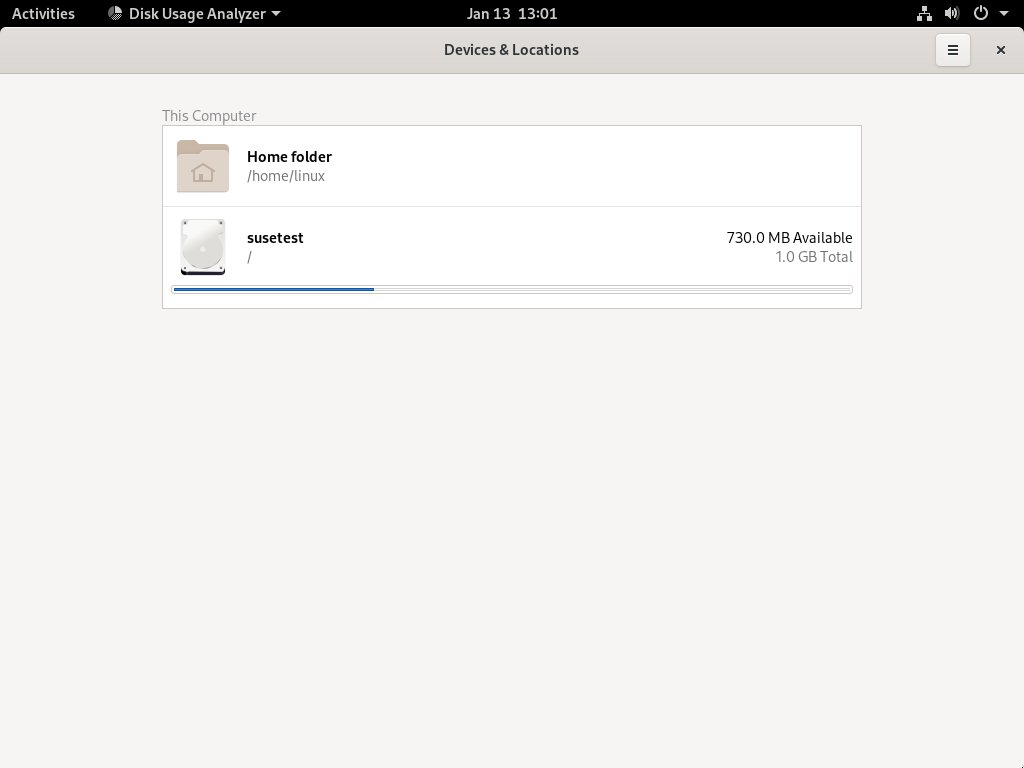 Activities
Disk Usage Analyzer
Jan 13 13:01
Devices & Locations
This Computer
Home folder
/home/linux
susetest
730.0 MB Available
/
1.0 GB Total